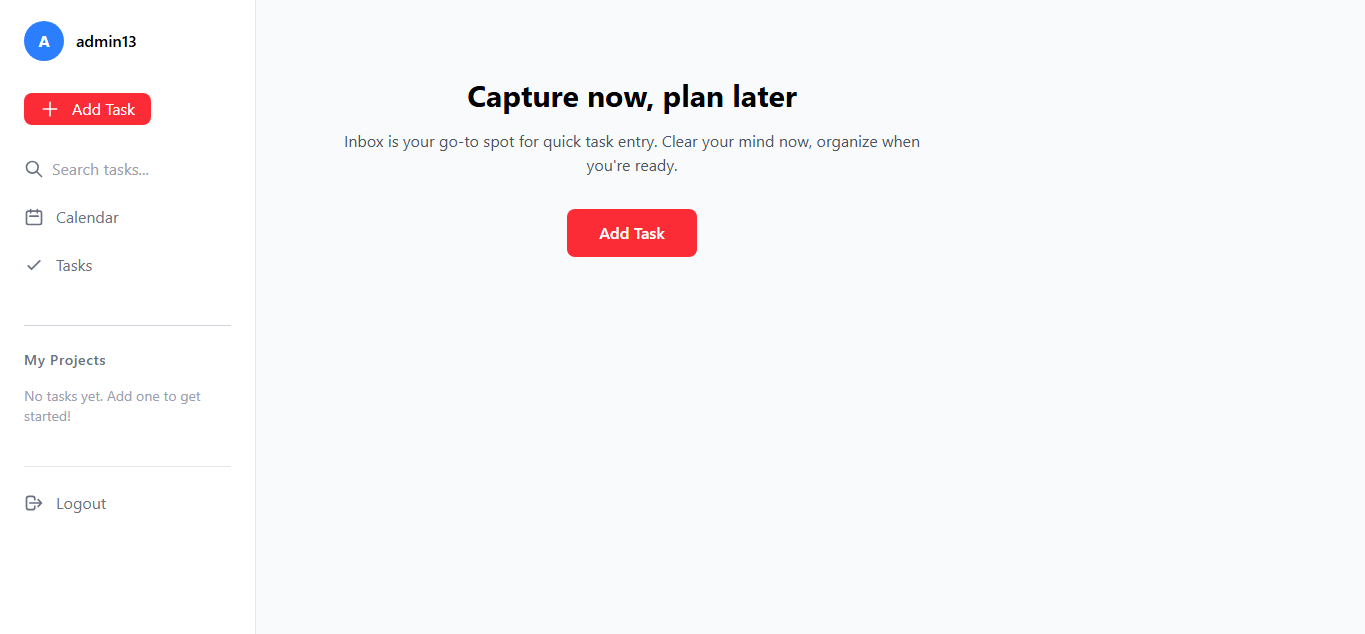 A
admin13
Add Task
Search tasks...
Calendar
Tasks
My Projects
No tasks yet. Add one to get
started!
Logout
Capture now, plan later
Inbox is your go-to spot for quick task entry. Clear your mind now, organize when
you're ready.
Add Task